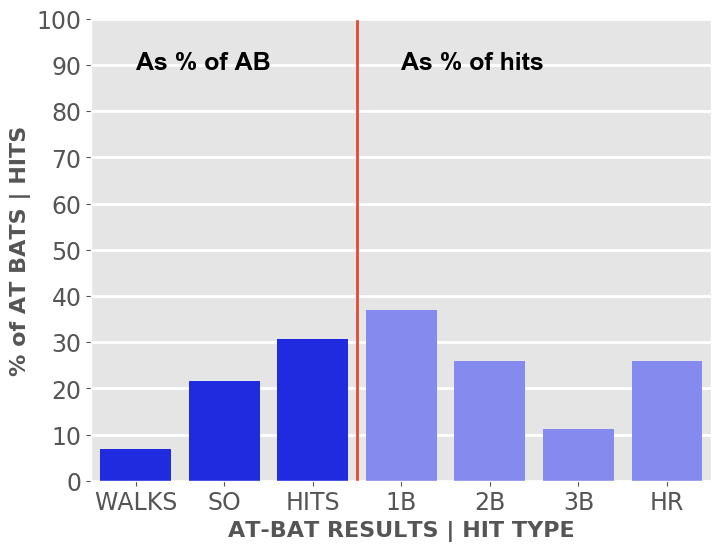 As % of AB
As % of hits
100
90
80
70
60
50
40
30
20
10
0
% of AT BATS | HITS
WALKS SO HITS 1B 2B 3B HR
AT-BAT RESULTS | HIT TYPE